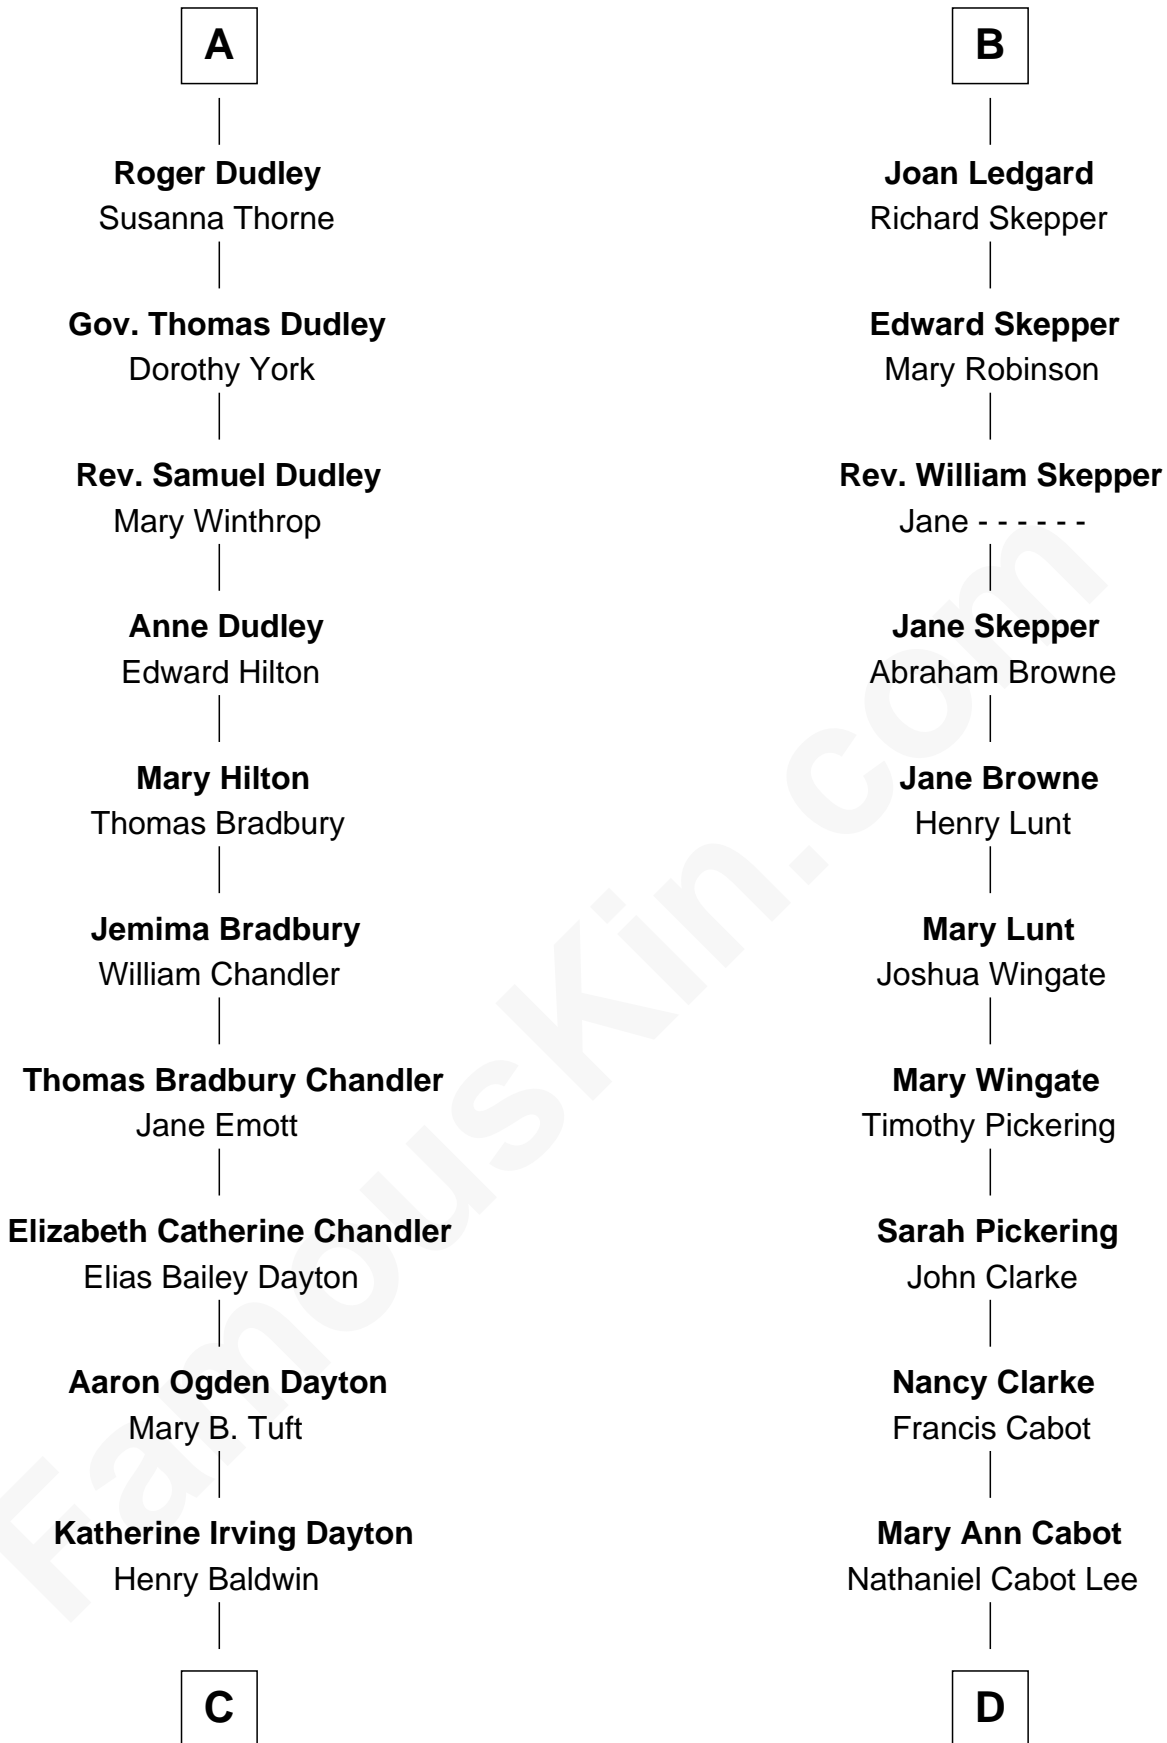 A
Roger Dudley
Susanna Thorne
Gov. Thomas Dudley
Dorothy York
Rev. Samuel Dudley
Mary Winthrop
Anne Dudley
Edward Hilton
Mary Hilton
Thomas Bradbury
Jemima Bradbury
William Chandler
Thomas Bradbury Chandler
Jane Emott
Elizabeth Catherine Chandler
Elias Bailey Dayton
Aaron Ogden Dayton
Mary B. Tuft
Katherine Irving Dayton
Henry Baldwin
C
B
Joan Ledgard
Richard Skepper
Edward Skepper
Mary Robinson
Rev. William Skepper
Jane - - - - - -
Jane Skepper
Abraham Browne
Jane Browne
Henry Lunt
Mary Lunt
Joshua Wingate
Mary Wingate
Timothy Pickering
Sarah Pickering
John Clarke
Nancy Clarke
Francis Cabot
Mary Ann Cabot
Nathaniel Cabot Lee
D
FamousKin.com